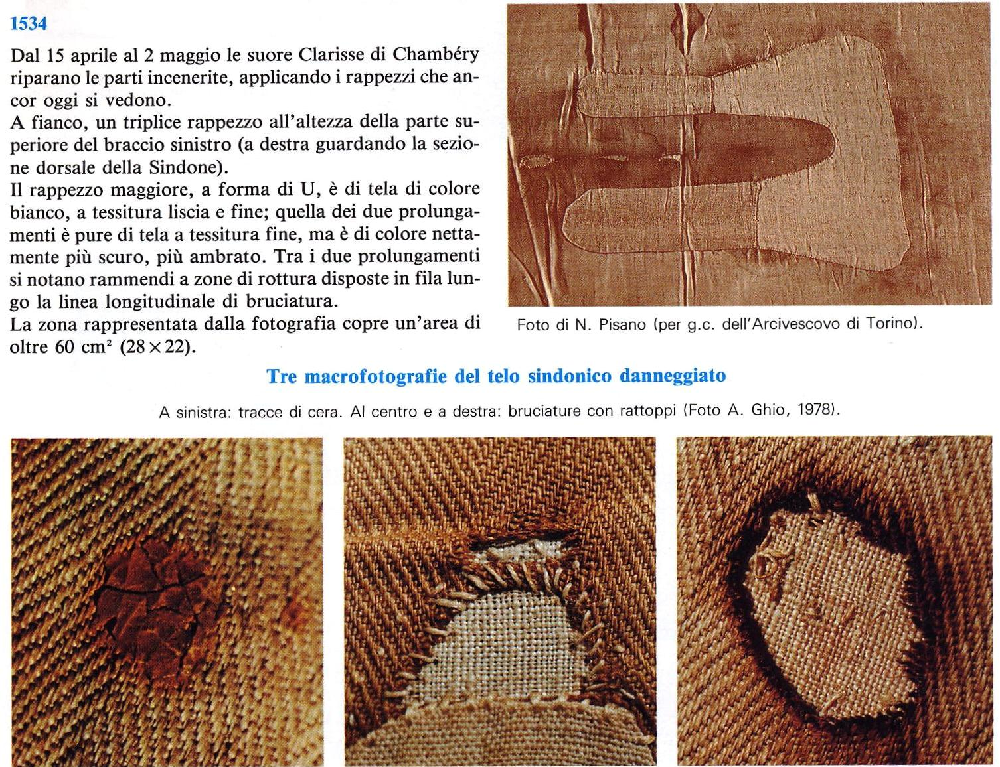 1534
Dal 15 aprile al 2 maggio le suore Clarisse di Chambéry
riparano le parti incenerite, applicando i rappezzi che an-
cor oggi si vedono.
A fianco, un triplice rappezzo all'altezza della parte su-
periore del braccio sinistro (a destra guardando la sezio-
ne dorsale della Sindone).
Il rappezzo maggiore, a forma di U, è di tela di colore
bianco, a tessitura liscia e fine; quella dei due prolunga-
menti è pure di tela a tessitura fine, ma è di colore netta-
mente più scuro, più ambrato. Tra i due prolungamenti
si notano rammendi a zone di rottura disposte in fila lun-
go la linea longitudinale di bruciatura.
La zona rappresentata dalla fotografia copre un'area di
oltre 60 cm² (28×22).
Foto di N. Pisano (per g.c. dell'Arcivescovo di Torino).
Tre macrofotografie del telo sindonico danneggiato
A sinistra: tracce di cera. Al centro e a destra: bruciature con rattoppi (Foto A. Ghio, 1978).